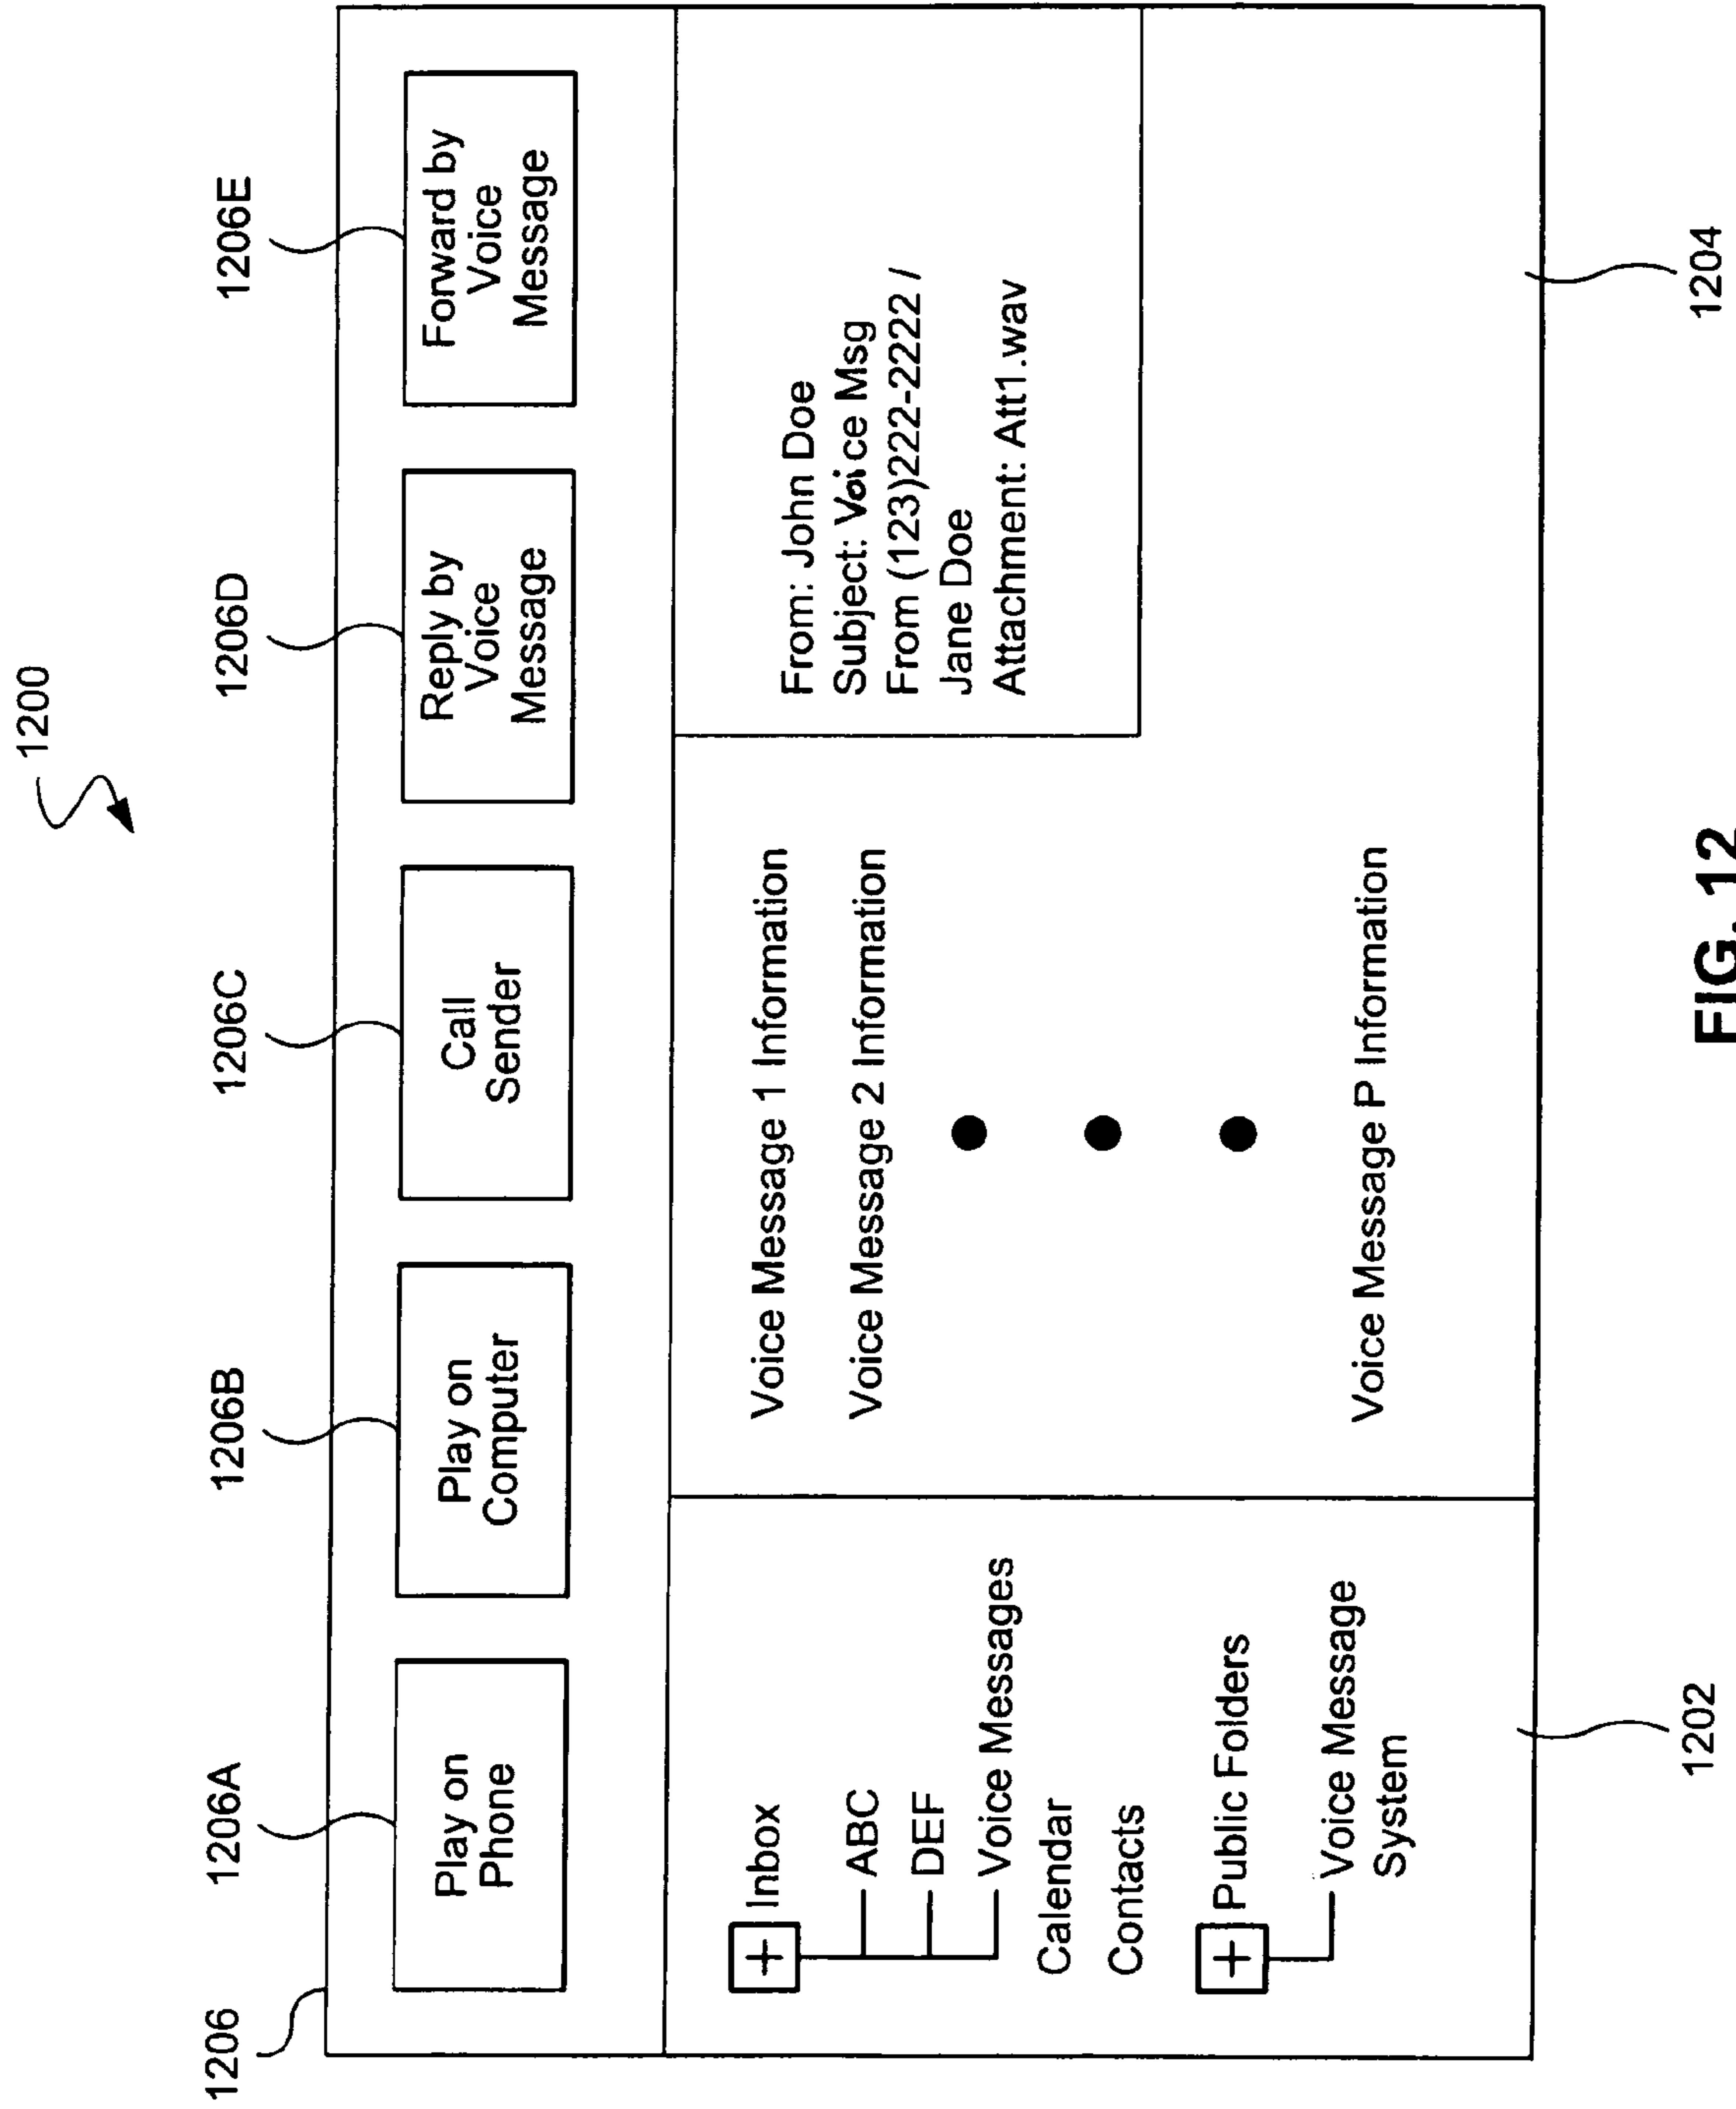 1200
1206
1206A
1206B
1206C
1206D
1206E
Play on
Phone
Play on
Computer
Call
Sender
Reply by
Voice
Message
Forward by
Voice
Message
+ Inbox
ABC
DEF
Voice Messages
Calendar
Contacts
+ Public Folders
Voice Message
System
Voice Message 1 Information
Voice Message 2 Information
Voice Message P Information
From: John Doe
Subject: Voice Msg
From (123)222-2222 /
Jane Doe
Attachment: Att1.wav
1202
1204
FIG. 12